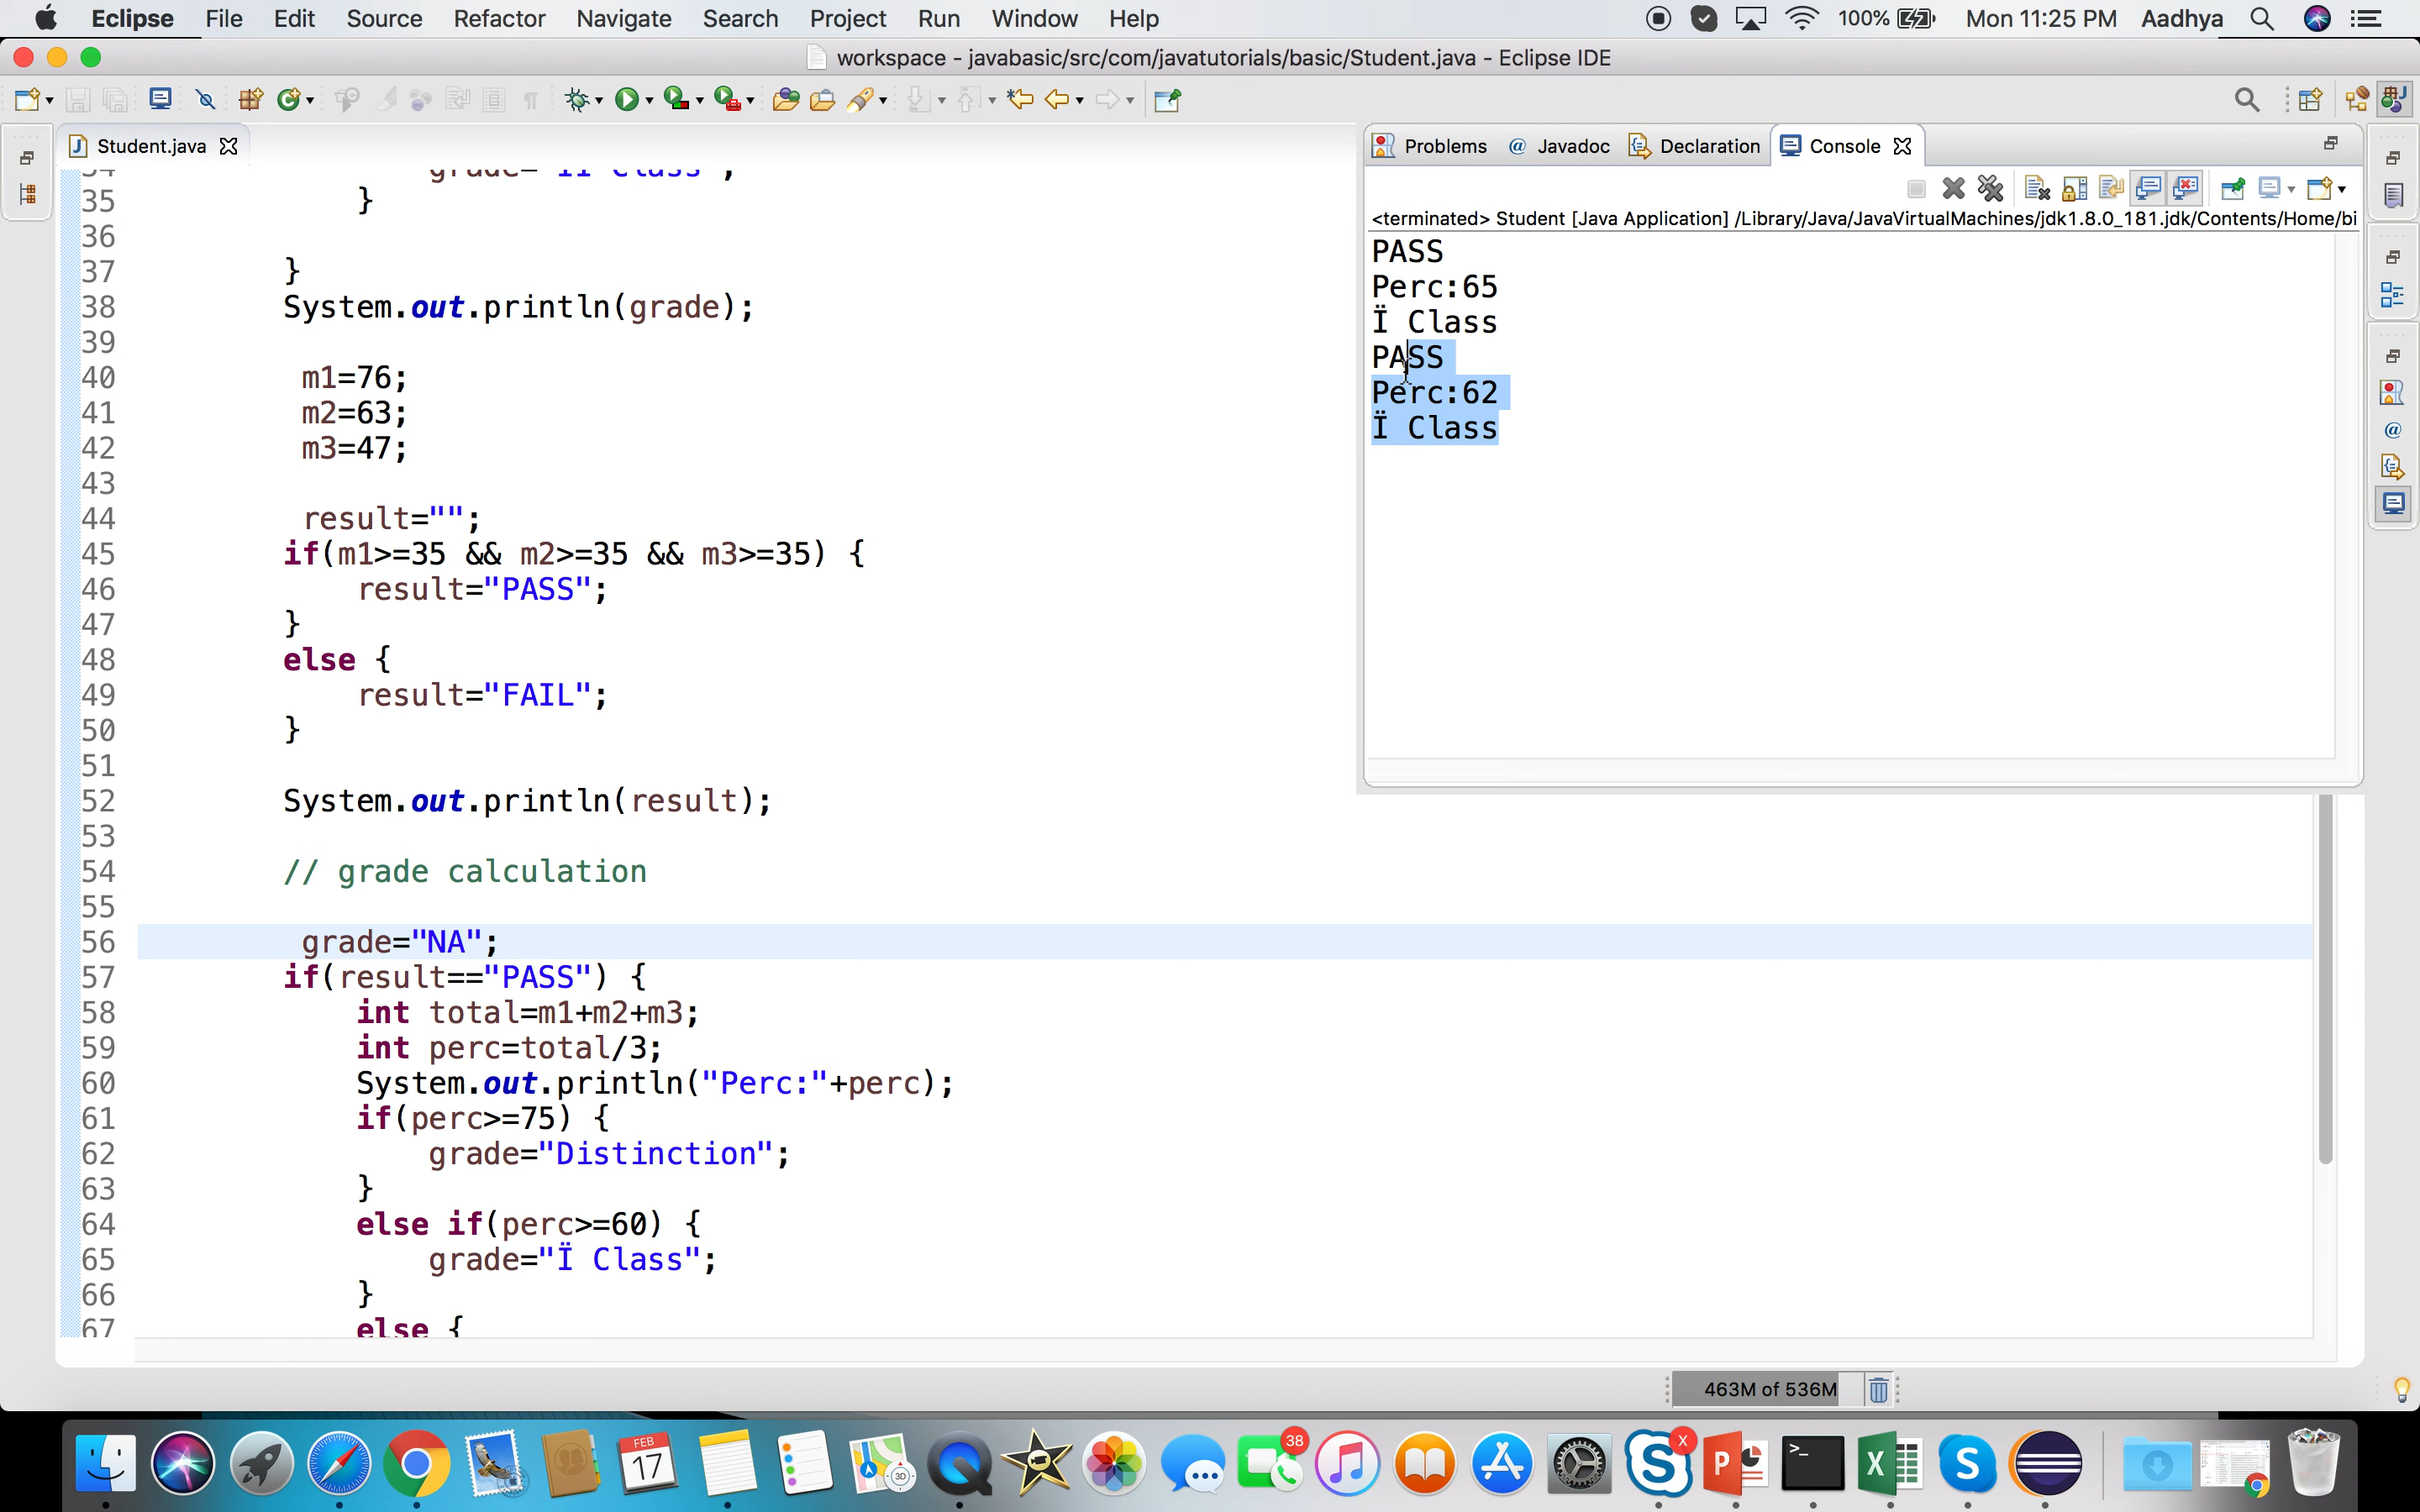 Eclipse File Edit Source Refactor Navigate Search Project Run Window Help 100% Mon 11:25 PM Aadhya
workspace - javabasic/src/com/javatutorials/basic/Student.java - Eclipse IDE
Student.java
35 }
36
37 }
38 System.out.println(grade);
39
40 m1=76;
41 m2=63;
42 m3=47;
43
44 result="";
45 if(m1>=35 && m2>=35 && m3>=35) {
46 result="PASS";
47 }
48 else {
49 result="FAIL";
50 }
51
52 System.out.println(result);
53
54 // grade calculation
55
56 grade="NA";
57 if(result=="PASS") {
58 int total=m1+m2+m3;
59 int perc=total/3;
60 System.out.println("Perc:"+perc);
61 if(perc>=75) {
62 grade="Distinction";
63 }
64 else if(perc>=60) {
65 grade="Ï Class";
66 }
67 else {
Problems @ Javadoc Declaration Console
<terminated> Student [Java Application] /Library/Java/JavaVirtualMachines/jdk1.8.0_181.jdk/Contents/Home/bi
PASS
Perc:65
Ï Class
PASS
Perc:62
Ï Class
463M of 536M
FEB
17
3D
38
X